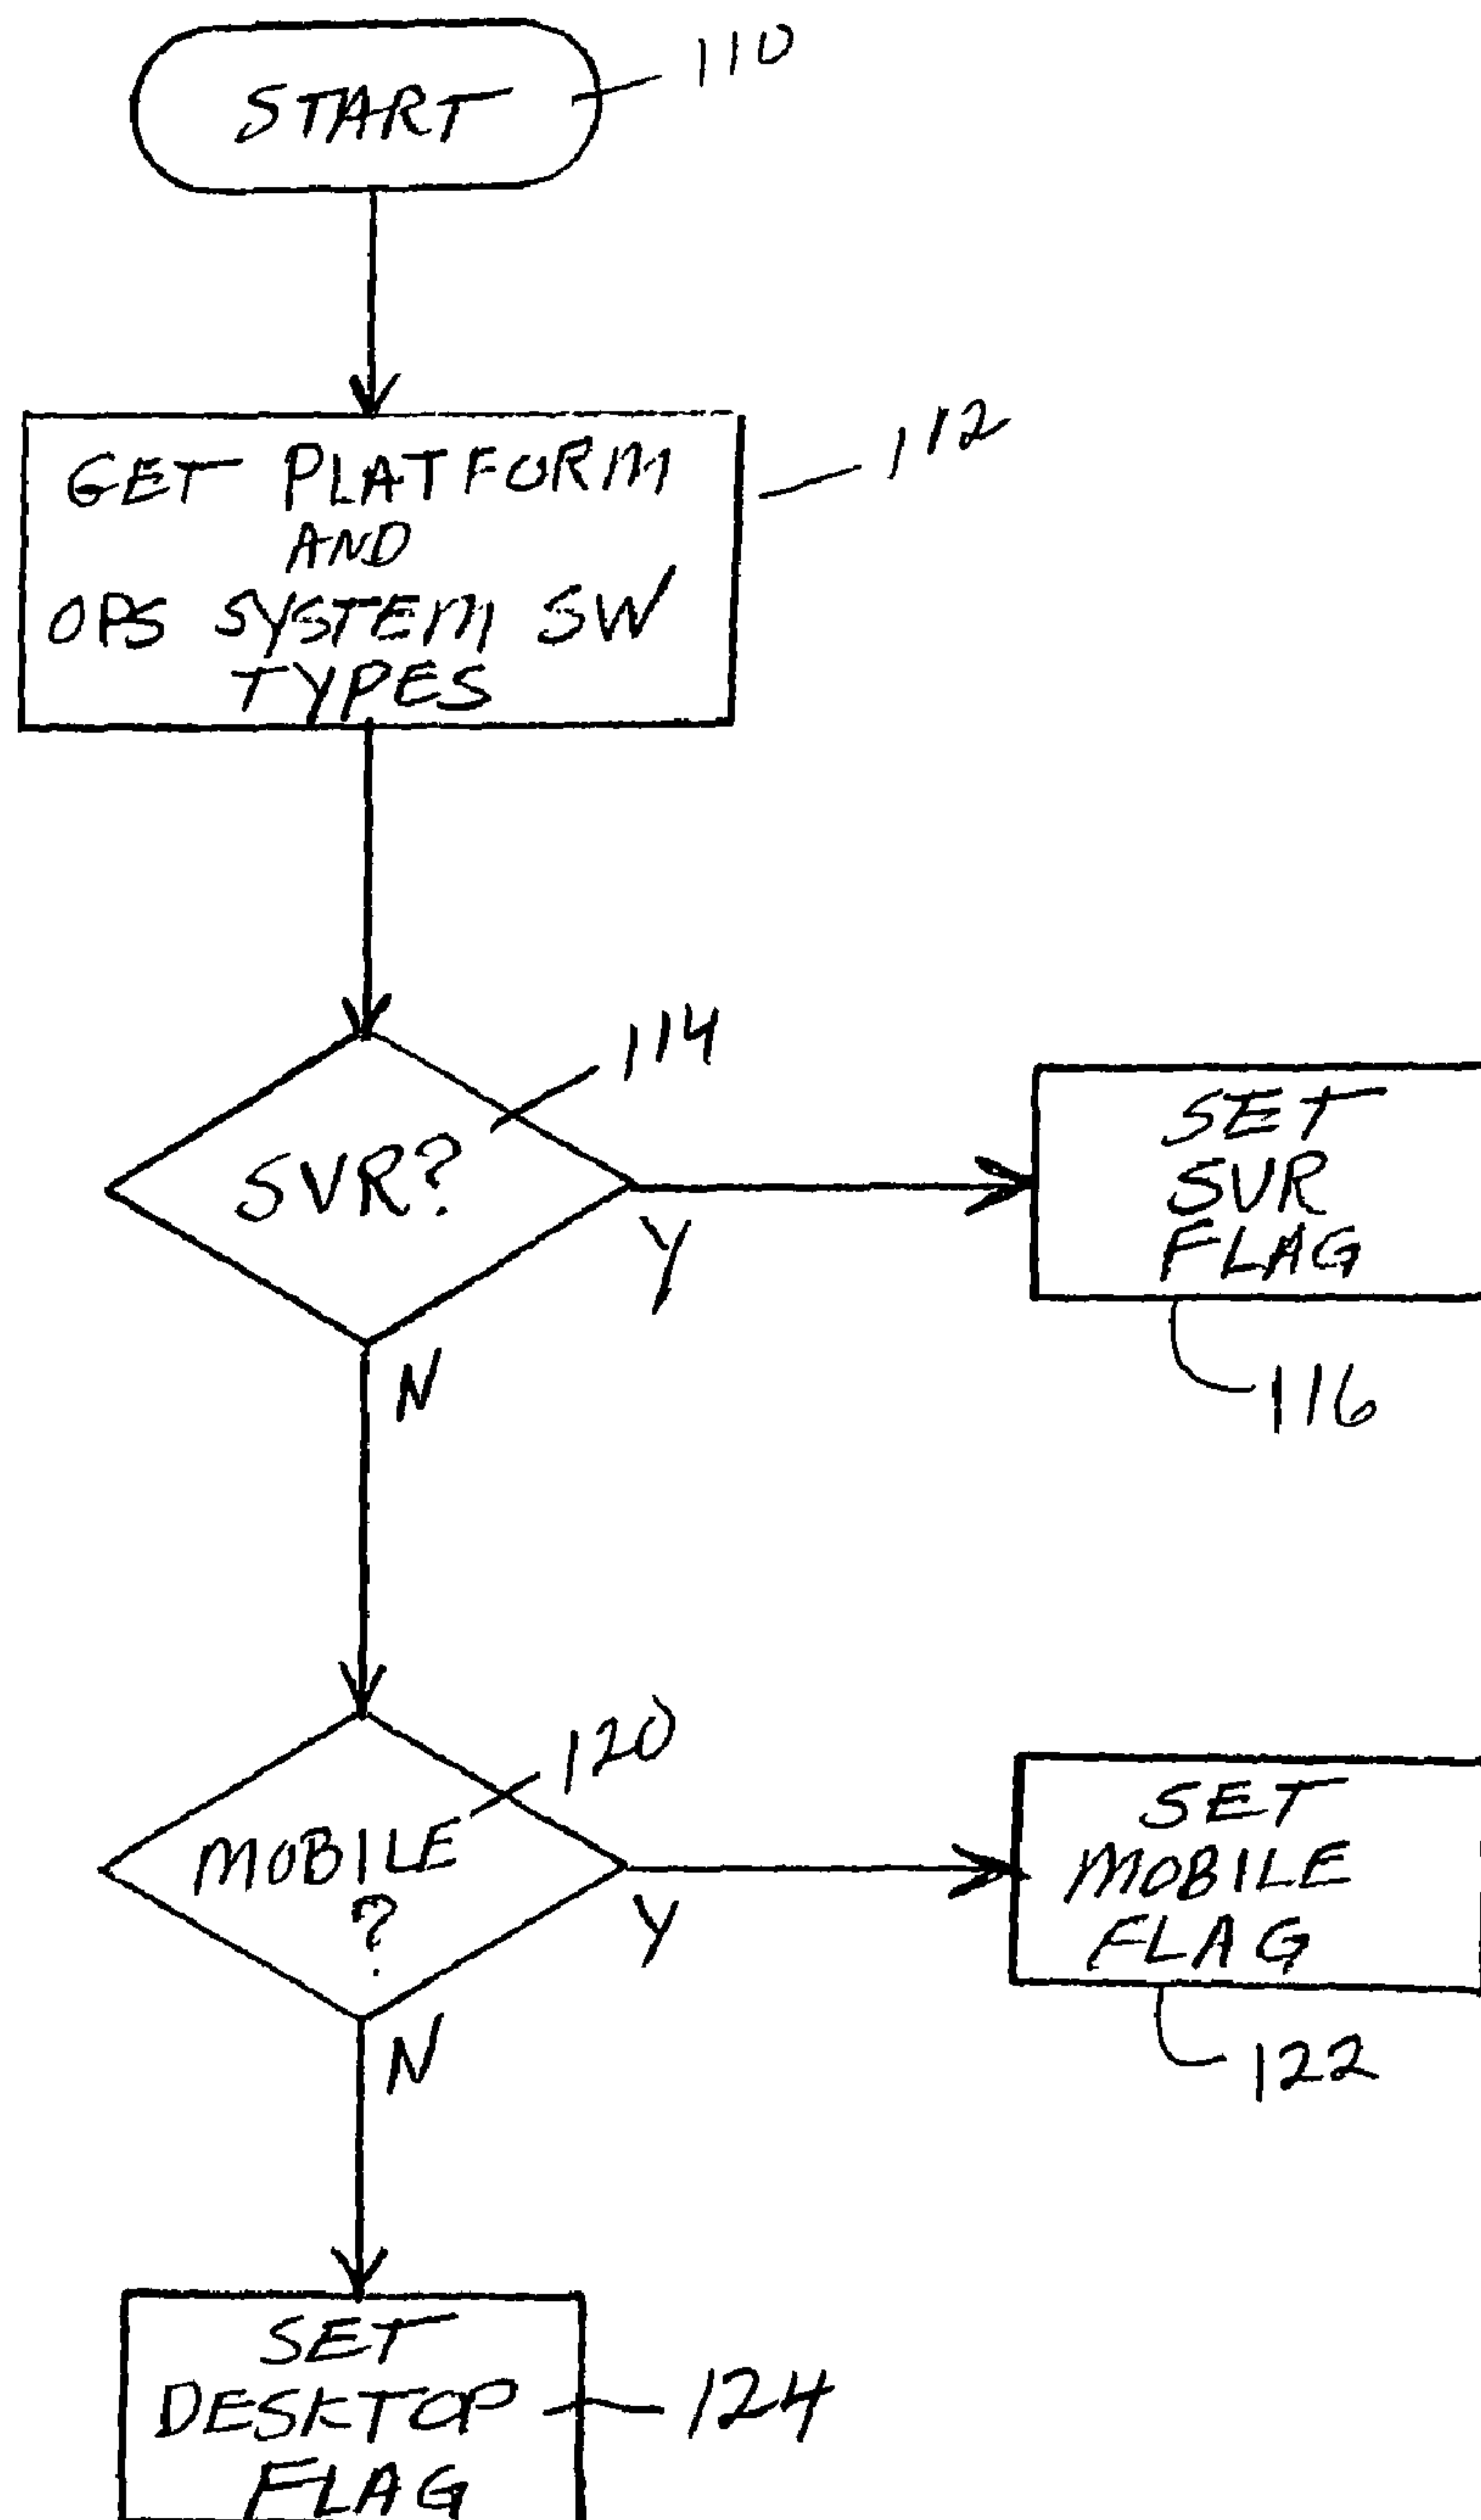 START
110
GET PLATFORM
AND
OPS SYSTEM SW
TYPES
112
SVR?
114
Y
N
SET
SVR
FLAG
116
MOBILE
?
120
Y
N
SET
MOBILE
FLAG
122
SET
DESKTOP
FLAG
124